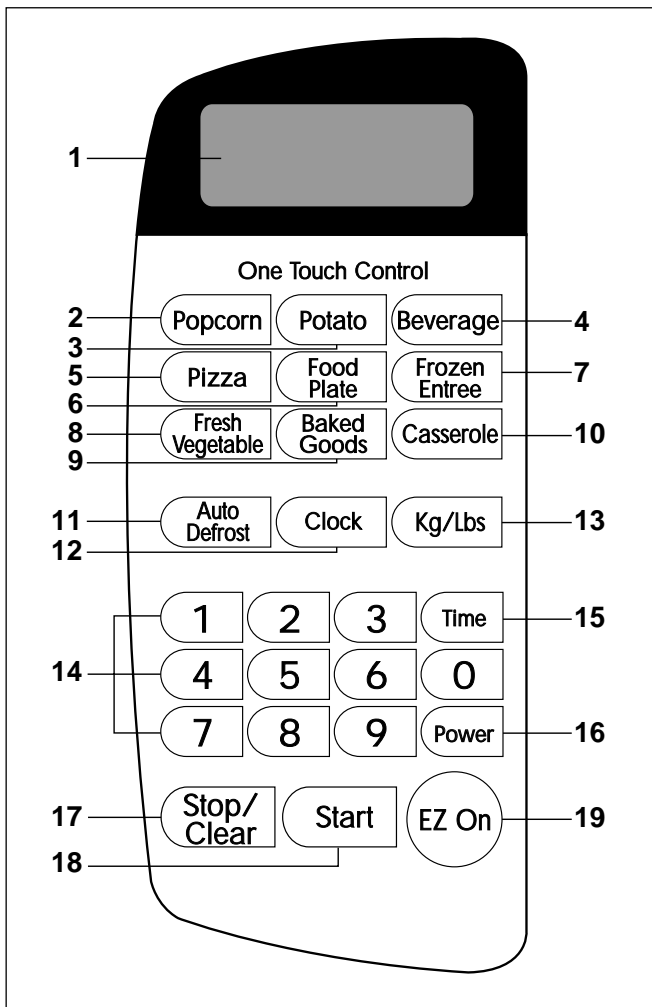 1
One Touch Control
2 Popcorn Potato Beverage 4
3
5 Pizza Food Plate Frozen Entree 7
6
8 Fresh Vegetable Baked Goods Casserole 10
9
11 Auto Defrost Clock Kg/Lbs 13
12
1 2 3 Time 15
14 4 5 6 0
7 8 9 Power 16
17 Stop/ Clear Start EZ On 19
18